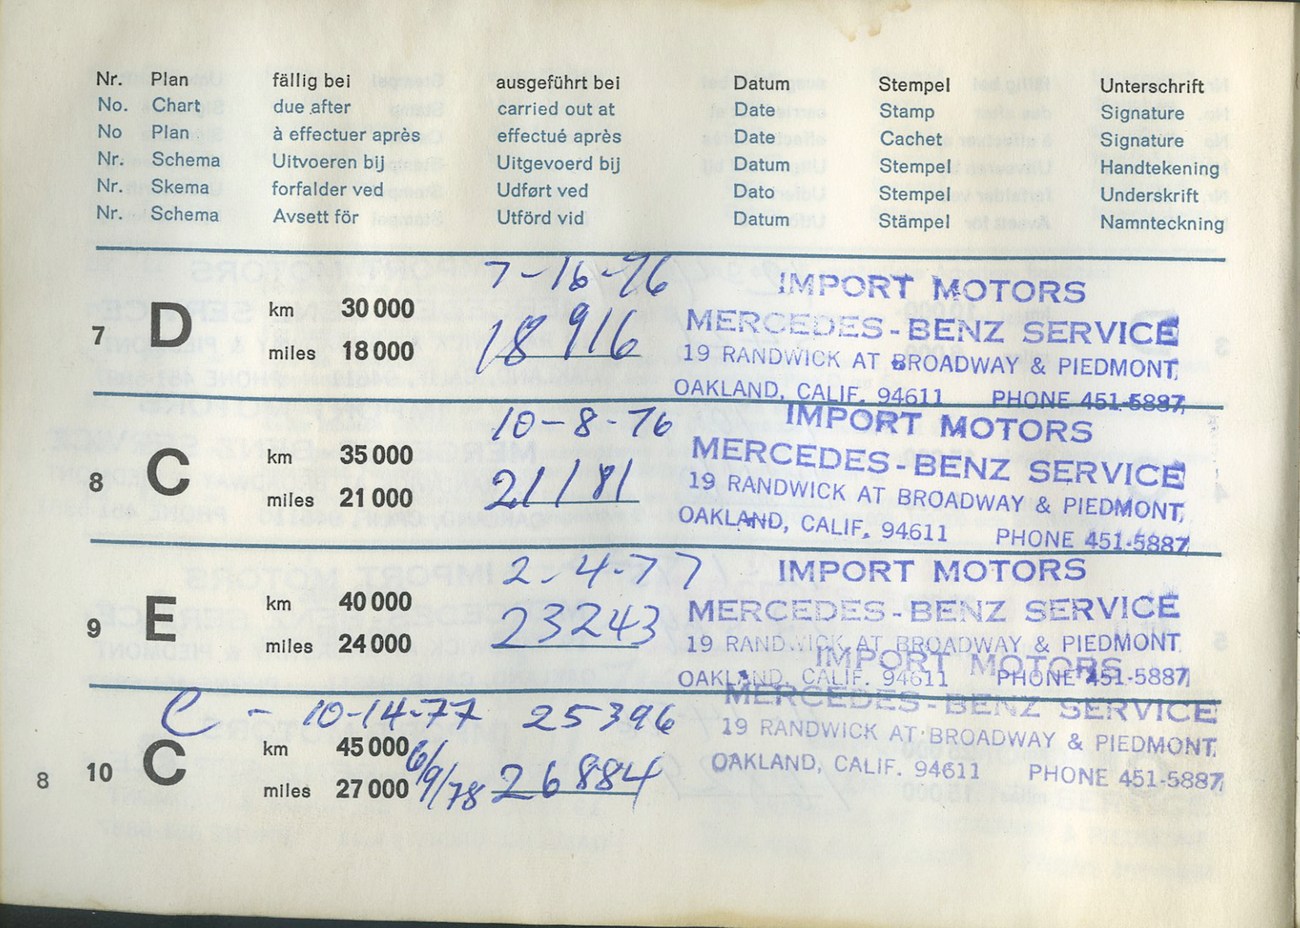 Nr. Plan fällig bei ausgeführt bei Datum Stempel Unterschrift
No. Chart due after carried out at Date Stamp Signature
No Plan à effectuer après effectué après Date Cachet Signature
Nr. Schema Uitvoeren bij Uitgevoerd bij Datum Stempel Handtekening
Nr. Skema forfalder ved Udført ved Dato Stempel Underskrift
Nr. Schema Avsett för Utförd vid Datum Stämpel Namnteckning
7-16-76 IMPORT MOTORS
7 D km 30 000 18916 MERCEDES-BENZ SERVICE
miles 18 000 19 RANDWICK AT BROADWAY & PIEDMONT
OAKLAND, CALIF. 94611 PHONE 451-5887
10-8-76 IMPORT MOTORS
8 C km 35 000 21181 MERCEDES-BENZ SERVICE
miles 21 000 19 RANDWICK AT BROADWAY & PIEDMONT,
OAKLAND, CALIF. 94611 PHONE 451-5887
2-4-77 IMPORT MOTORS
9 E km 40 000 23243 MERCEDES-BENZ SERVICE
miles 24 000 19 RANDWICK AT BROADWAY & PIEDMONT
OAKLAND, CALIF. 94611 PHONE 451-5887
IMPORT MOTORS
C - 10-14-77 25396 MERCEDES-BENZ SERVICE
10 C km 45 000 19 RANDWICK AT BROADWAY & PIEDMONT
miles 27 000 6/9/78 26884 OAKLAND, CALIF. 94611 PHONE 451-5887
8